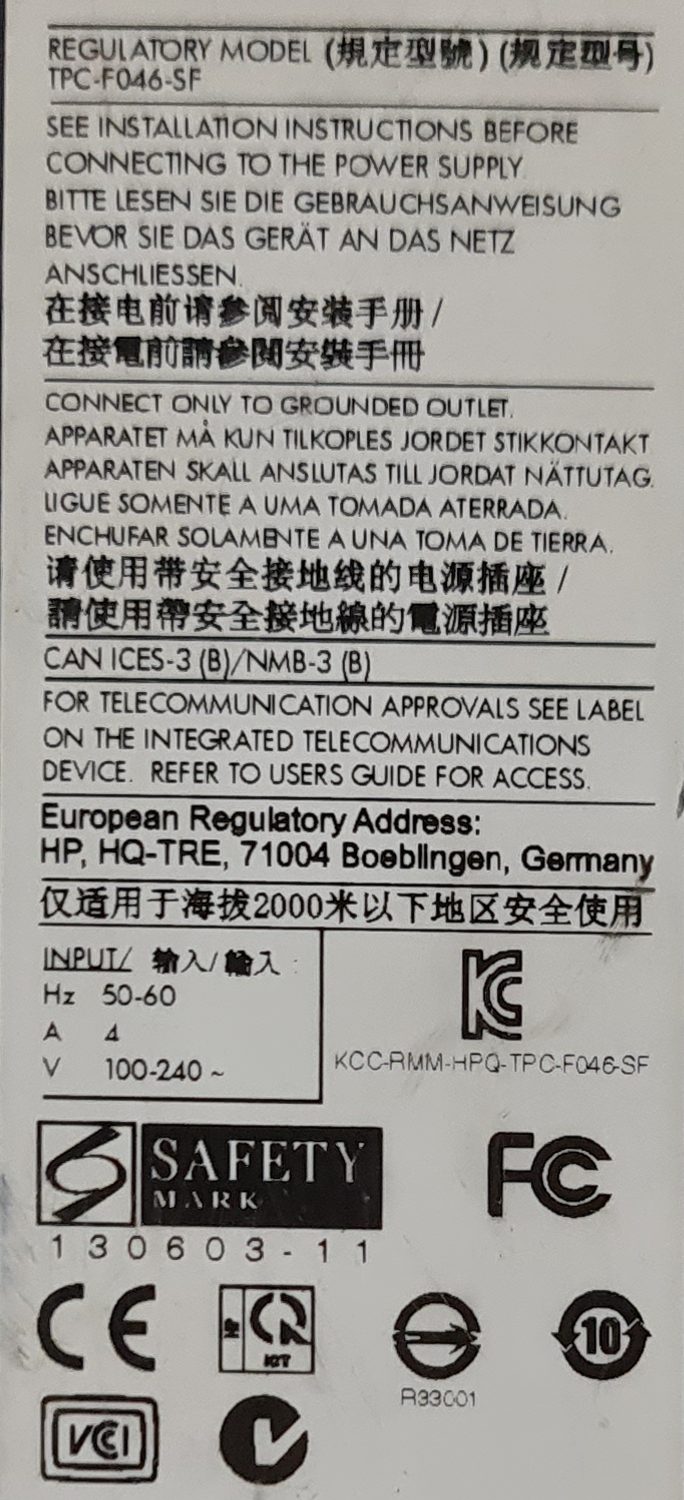 REGULATORY MODEL (規定型號) (规定型号)
TPC-F046-SF
SEE INSTALLATION INSTRUCTIONS BEFORE
CONNECTING TO THE POWER SUPPLY.
BITTE LESEN SIE DIE GEBRAUCHSANWEISUNG
BEVOR SIE DAS GERÄT AN DAS NETZ
ANSCHLIESSEN.
在接电前请参阅安装手册 /
在接電前請參閱安裝手冊
CONNECT ONLY TO GROUNDED OUTLET.
APPARATET MÅ KUN TILKOPLES JORDET STIKKONTAKT
APPARATEN SKALL ANSLUTAS TILL JORDAT NÄTTUTAG.
LIGUE SOMENTE A UMA TOMADA ATERRADA.
ENCHUFAR SOLAMENTE A UNA TOMA DE TIERRA.
请使用带安全接地线的电源插座 /
請使用帶安全接地線的電源插座
CAN ICES-3 (B)/NMB-3 (B)
FOR TELECOMMUNICATION APPROVALS SEE LABEL
ON THE INTEGRATED TELECOMMUNICATIONS
DEVICE. REFER TO USERS GUIDE FOR ACCESS.
European Regulatory Address:
HP, HQ-TRE, 71004 Boeblingen, Germany
仅适用于海拔2000米以下地区安全使用
INPUT/ 输入/輸入 :
Hz 50-60
A 4
V 100-240 ~
KC
KCC-RMM-HPQ-TPC-F046-SF
SAFETY
MARK
130603-11
FC
CE
HP
KIT
10
R33001
VCCI